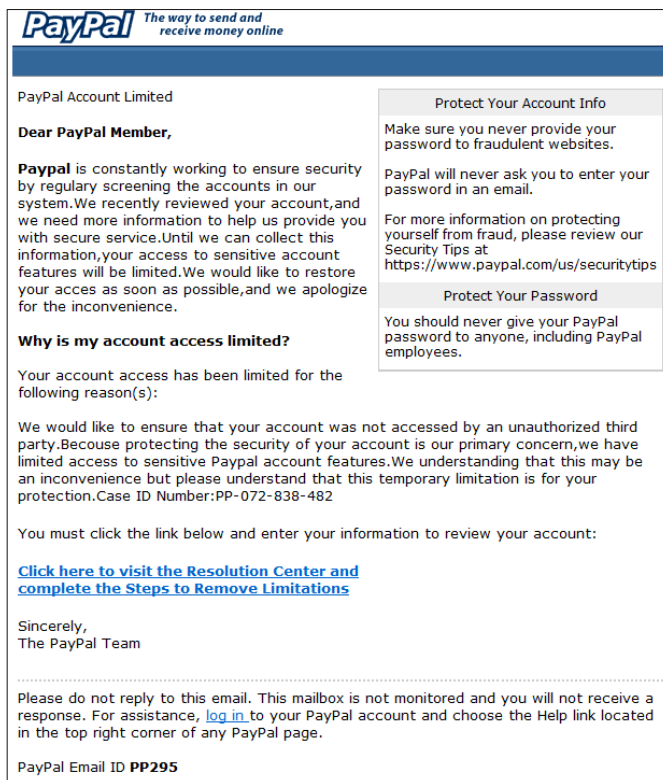 PayPal The way to send and
receive money online
PayPal Account Limited
Dear PayPal Member,
Paypal is constantly working to ensure security
by regulary screening the accounts in our
system.We recently reviewed your account,and
we need more information to help us provide you
with secure service.Until we can collect this
information,your access to sensitive account
features will be limited.We would like to restore
your acces as soon as possible,and we apologize
for the inconvenience.
Why is my account access limited?
Your account access has been limited for the
following reason(s):
Protect Your Account Info
Make sure you never provide your
password to fraudulent websites.
PayPal will never ask you to enter your
password in an email.
For more information on protecting
yourself from fraud, please review our
Security Tips at
https://www.paypal.com/us/securitytips
Protect Your Password
You should never give your PayPal
password to anyone, including PayPal
employees.
We would like to ensure that your account was not accessed by an unauthorized third
party.Becouse protecting the security of your account is our primary concern,we have
limited access to sensitive Paypal account features.We understanding that this may be
an inconvenience but please understand that this temporary limitation is for your
protection.Case ID Number:PP-072-838-482
You must click the link below and enter your information to review your account:
Click here to visit the Resolution Center and
complete the Steps to Remove Limitations
Sincerely,
The PayPal Team
Please do not reply to this email. This mailbox is not monitored and you will not receive a
response. For assistance, log in to your PayPal account and choose the Help link located
in the top right corner of any PayPal page.
PayPal Email ID PP295